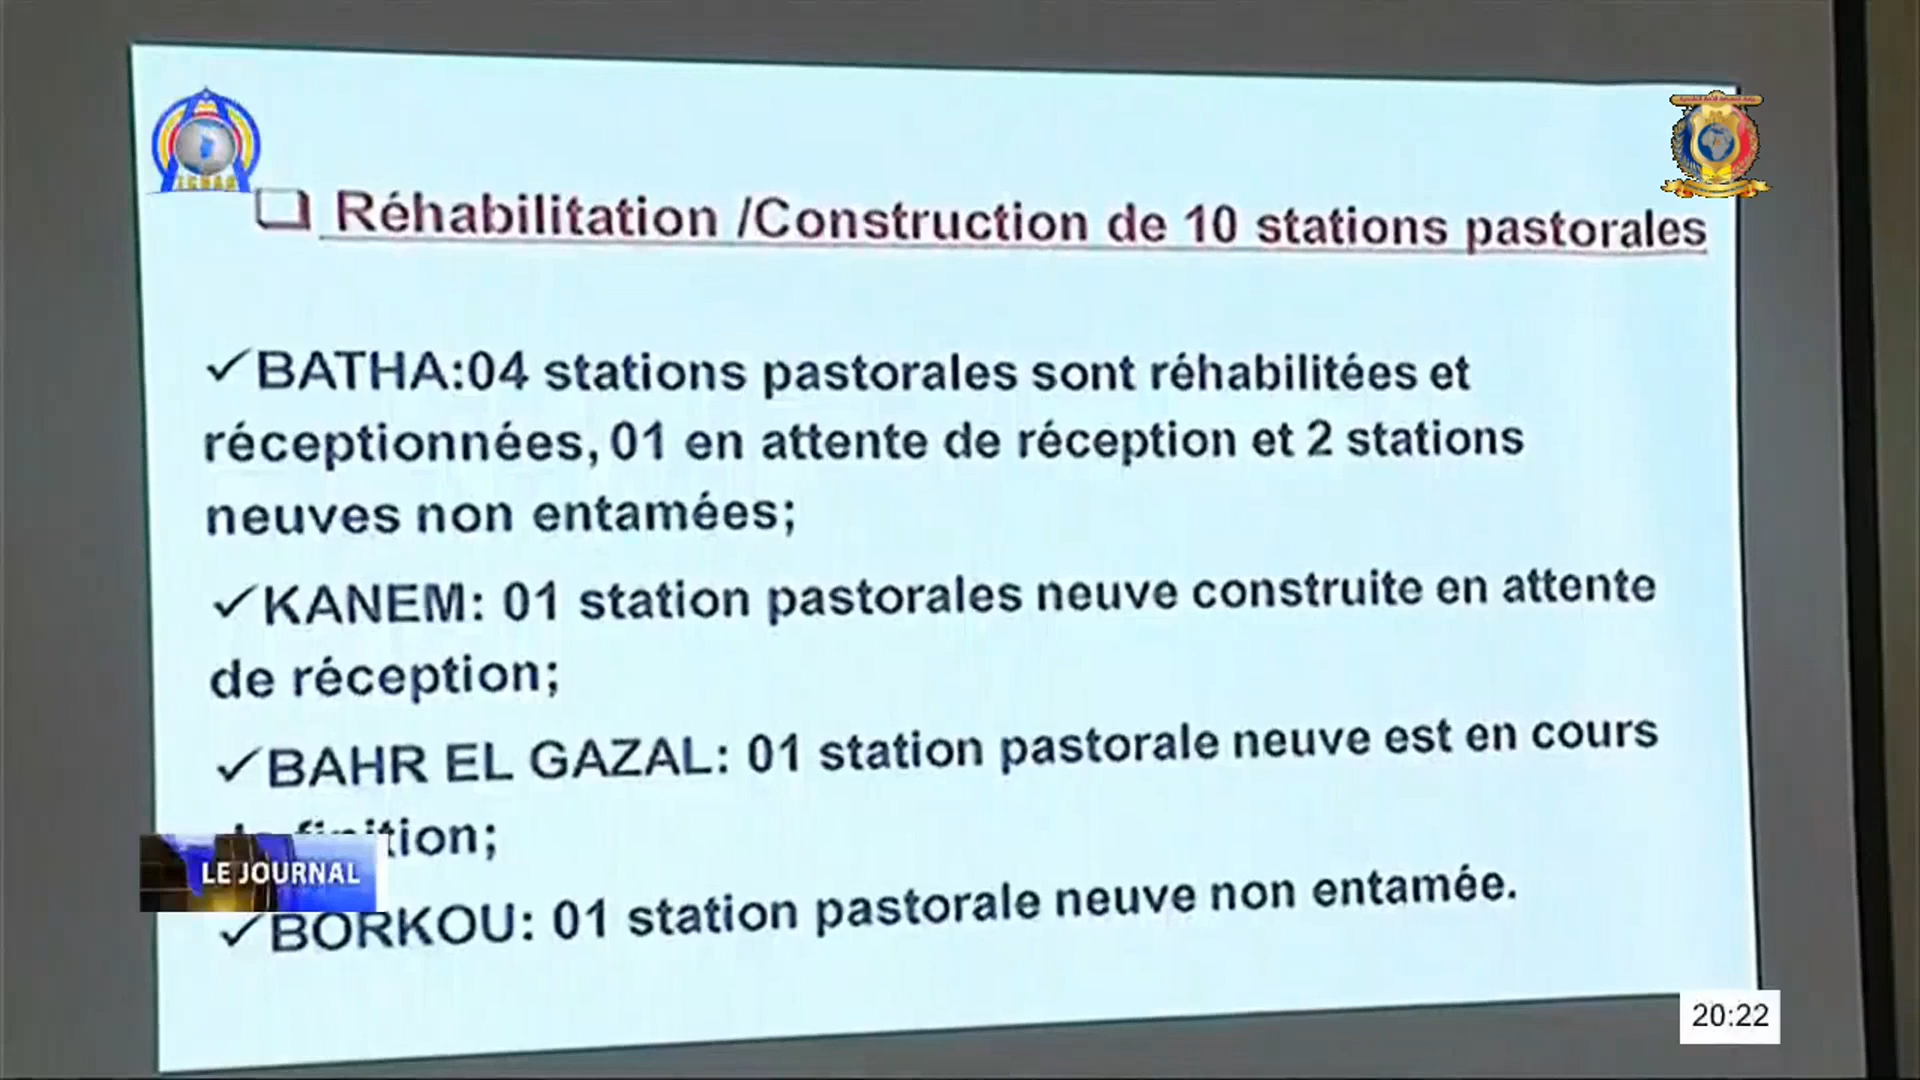 Réhabilitation /Construction de 10 stations pastorales
✓BATHA:04 stations pastorales sont réhabilitées et
réceptionnées, 01 en attente de réception et 2 stations
neuves non entamées;
✓KANEM: 01 station pastorales neuve construite en attente
de réception;
✓BAHR EL GAZAL: 01 station pastorale neuve est en cours
LE JOURNAL
✓BORKOU: 01 station pastorale neuve non entamée.
20:22